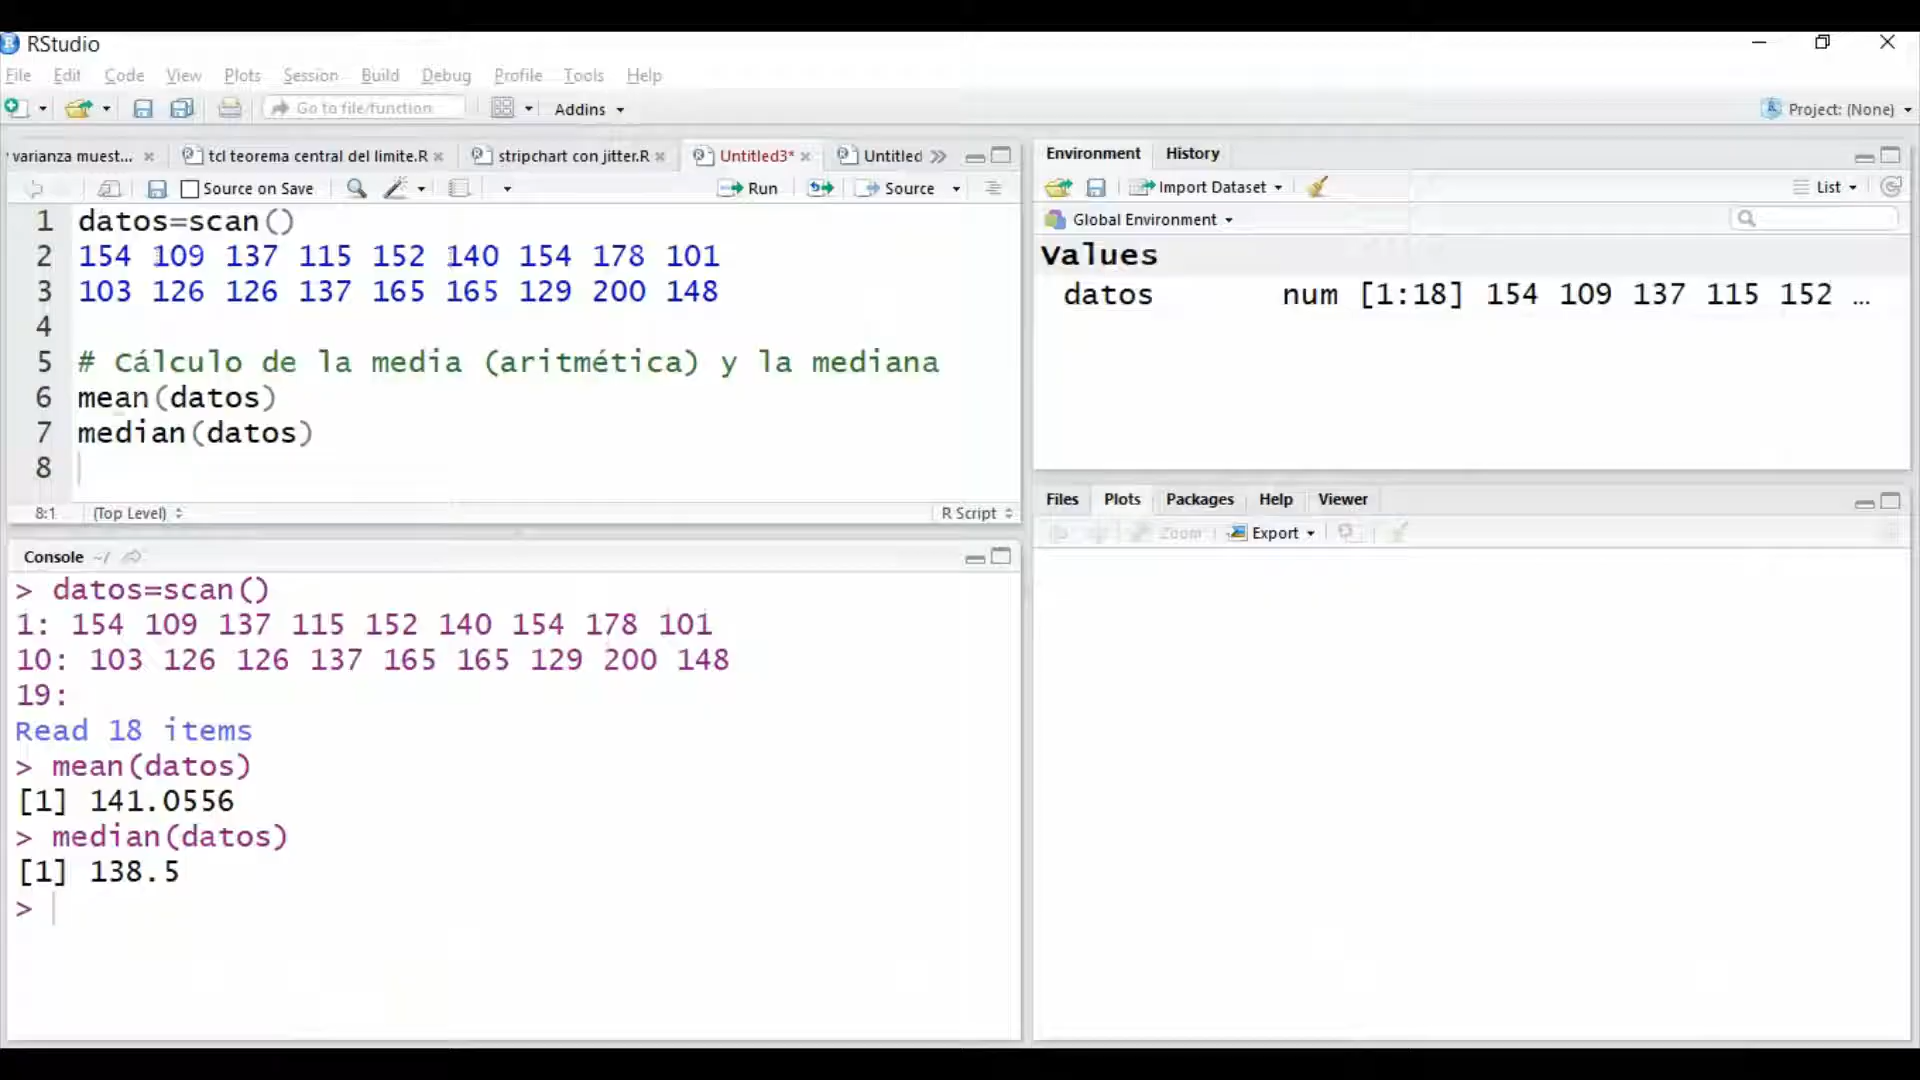 RStudio
File Edit Code View Plots Session Build Debug Profile Tools Help
Go to file/function Addins Project: (None)
varianza muest... tcl teorema central del limite.R stripchart con jitter.R Untitled3* Untitled
Source on Save Run Source
1 datos=scan()
2 154 109 137 115 152 140 154 178 101
3 103 126 126 137 165 165 129 200 148
4
5 # Cálculo de la media (aritmética) y la mediana
6 mean(datos)
7 median(datos)
8
8:1 (Top Level) R Script
Console ~/
> datos=scan()
1: 154 109 137 115 152 140 154 178 101
10: 103 126 126 137 165 165 129 200 148
19:
Read 18 items
> mean(datos)
[1] 141.0556
> median(datos)
[1] 138.5
>
Environment History
Import Dataset List
Global Environment
Values
datos num [1:18] 154 109 137 115 152 ...
Files Plots Packages Help Viewer
Zoom Export